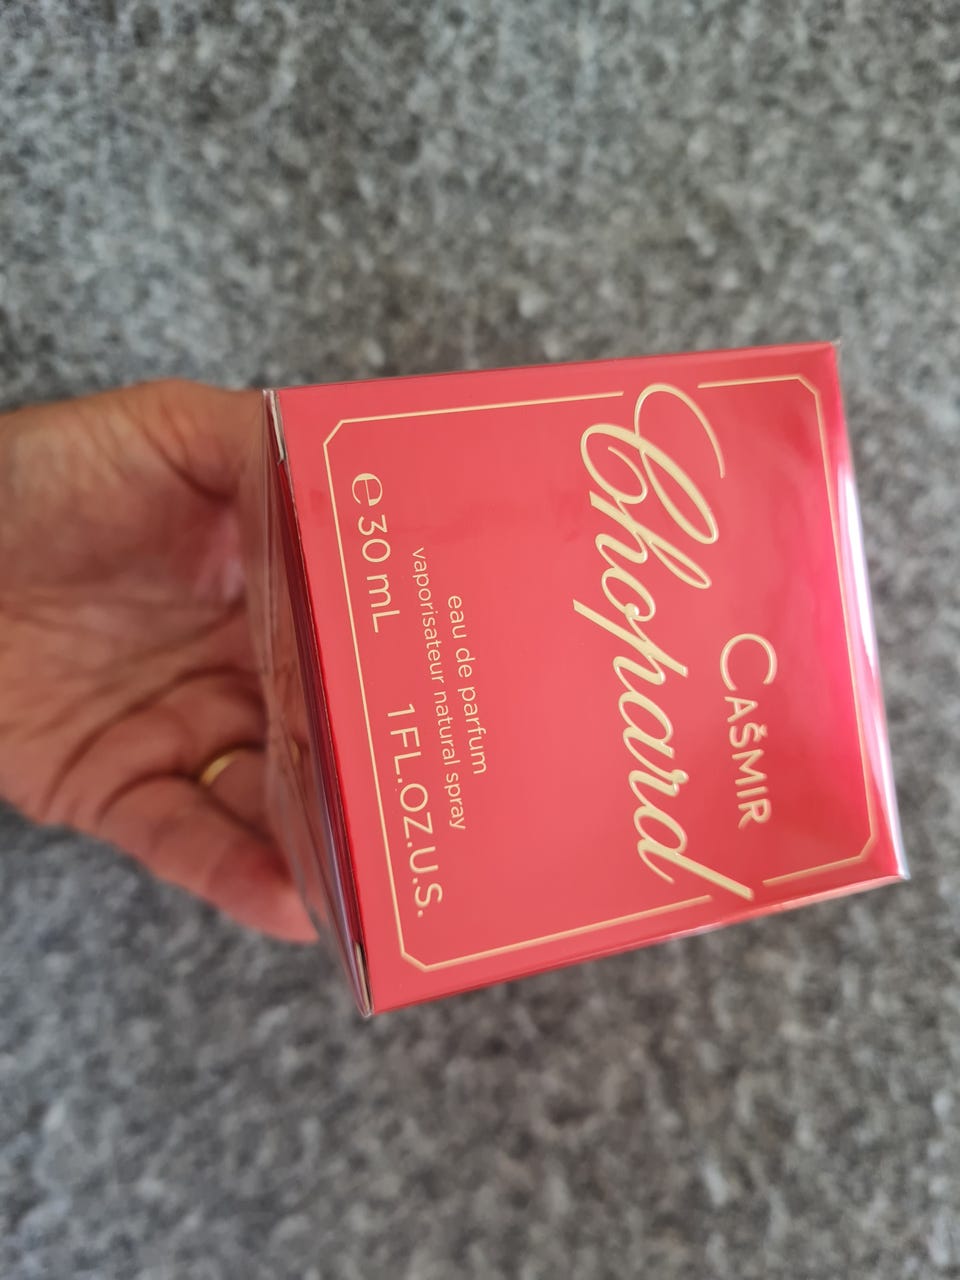 CAŠMIR
Chopard
eau de parfum
vaporisateur natural spray
e 30 mL 1 FL.OZ.U.S.